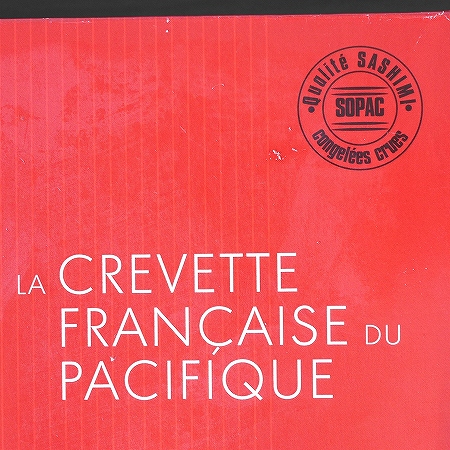 Qualité SASHIMI
SOPAC
congelées crues
LA CREVETTE
FRANÇAISE DU
PACIFIQUE